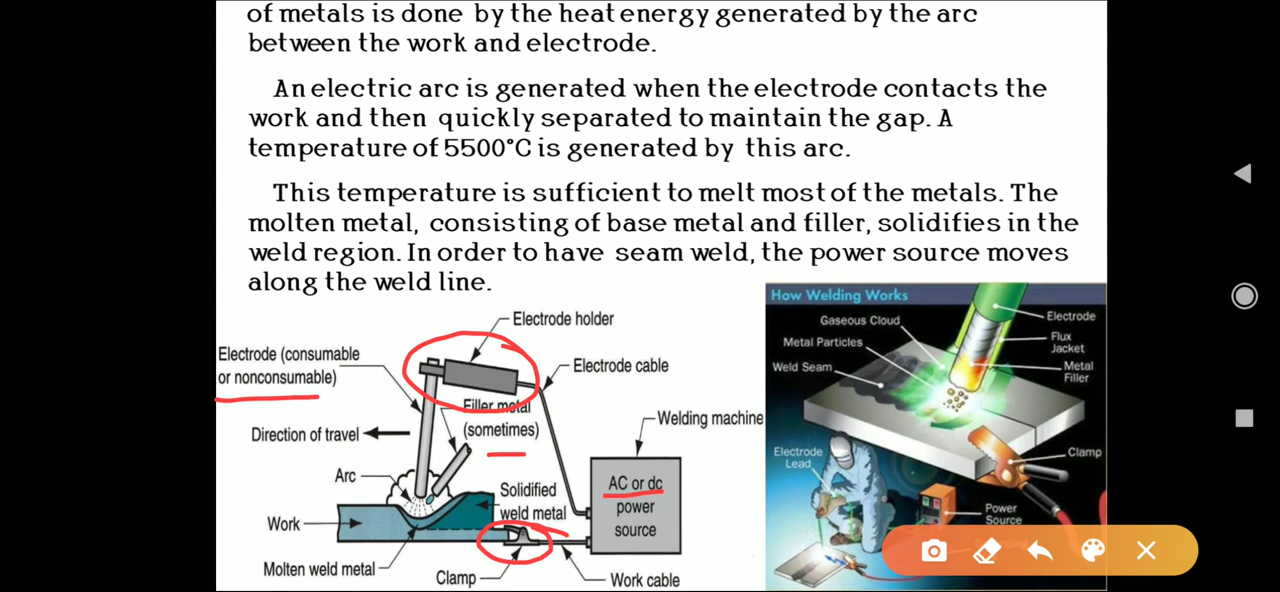 of metals is done by the heat energy generated by the arc
between the work and electrode.
An electric arc is generated when the electrode contacts the
work and then quickly separated to maintain the gap. A
temperature of 5500°C is generated by this arc.
This temperature is sufficient to melt most of the metals. The
molten metal, consisting of base metal and filler, solidifies in the
weld region. In order to have seam weld, the power source moves
along the weld line.
Electrode holder
Electrode (consumable
or nonconsumable)
Electrode cable
Filler metal
(sometimes)
Welding machine
Direction of travel
Arc
Solidified
weld metal
AC or dc
power
source
Work
Molten weld metal
Clamp
Work cable
How Welding Works
Gaseous Cloud
Electrode
Metal Particles
Flux
Jacket
Weld Seam
Metal
Filler
Electrode
Lead
Clamp
Power
Source